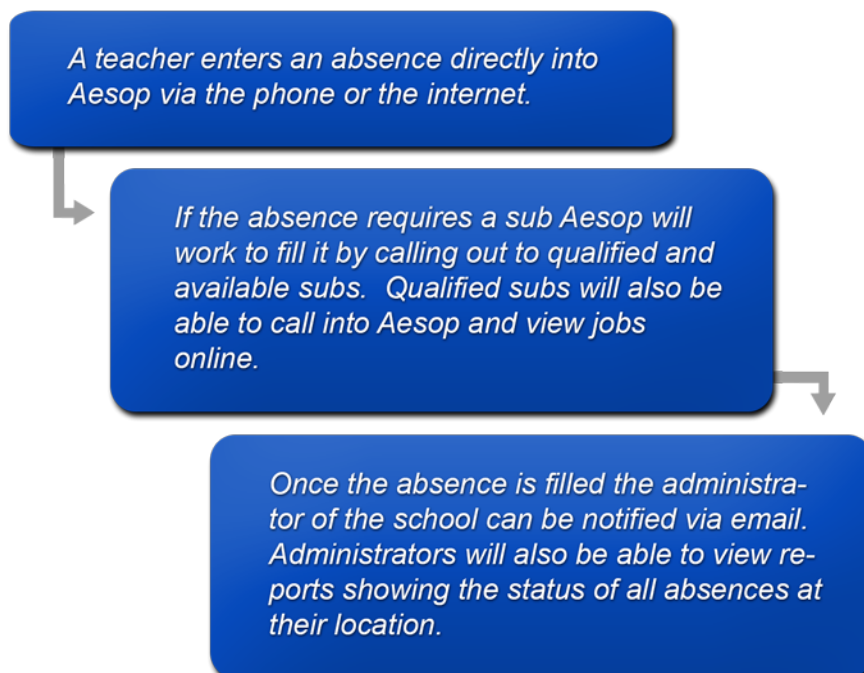 A teacher enters an absence directly into
Aesop via the phone or the internet.
If the absence requires a sub Aesop will
work to fill it by calling out to qualified and
available subs.  Qualified subs will also be
able to call into Aesop and view jobs
online.
Once the absence is filled the administra-
tor of the school can be notified via email.
Administrators will also be able to view re-
ports showing the status of all absences at
their location.